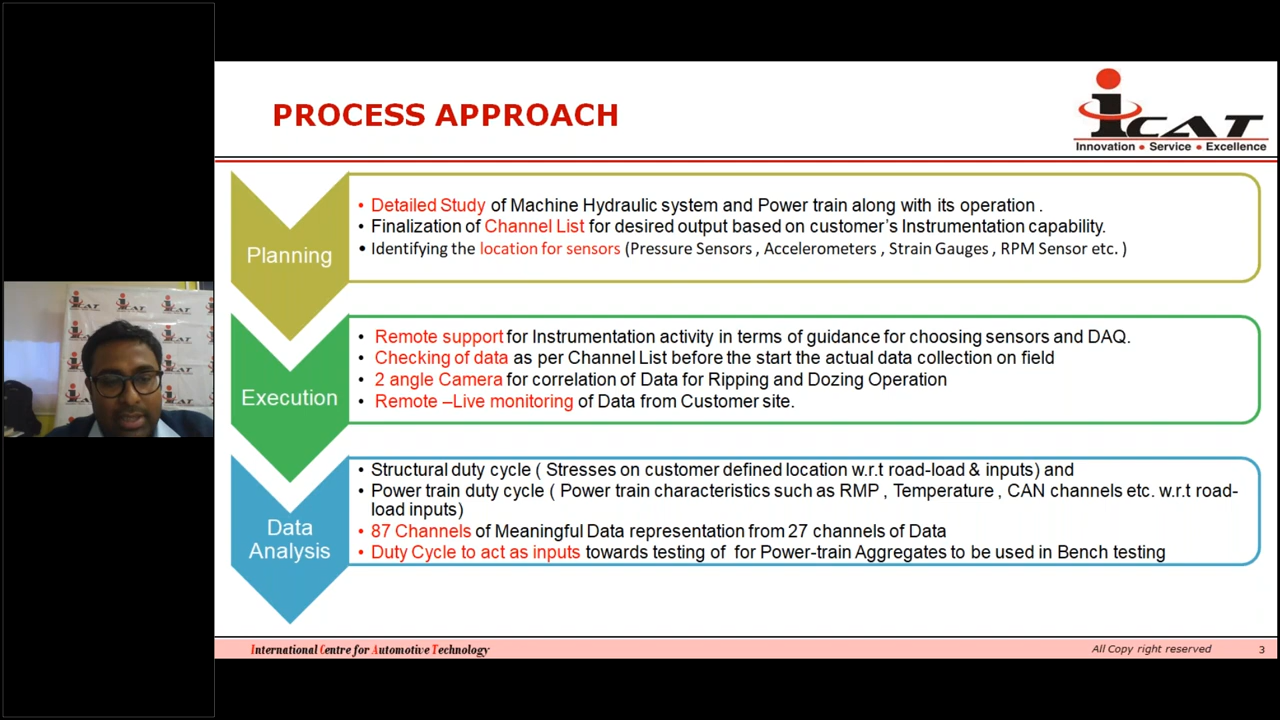 PROCESS APPROACH
iCAT
Innovation • Service • Excellence
Planning
• Detailed Study of Machine Hydraulic system and Power train along with its operation .
• Finalization of Channel List for desired output based on customer's Instrumentation capability.
• Identifying the location for sensors (Pressure Sensors , Accelerometers , Strain Gauges , RPM Sensor etc. )
Execution
• Remote support for Instrumentation activity in terms of guidance for choosing sensors and DAQ.
• Checking of data as per Channel List before the start the actual data collection on field
• 2 angle Camera for correlation of Data for Ripping and Dozing Operation
• Remote –Live monitoring of Data from Customer site.
Data
Analysis
• Structural duty cycle ( Stresses on customer defined location w.r.t road-load & inputs) and
• Power train duty cycle ( Power train characteristics such as RMP , Temperature , CAN channels etc. w.r.t road-
load inputs)
• 87 Channels of Meaningful Data representation from 27 channels of Data
• Duty Cycle to act as inputs towards testing of for Power-train Aggregates to be used in Bench testing
International Centre for Automotive Technology
All Copy right reserved
3